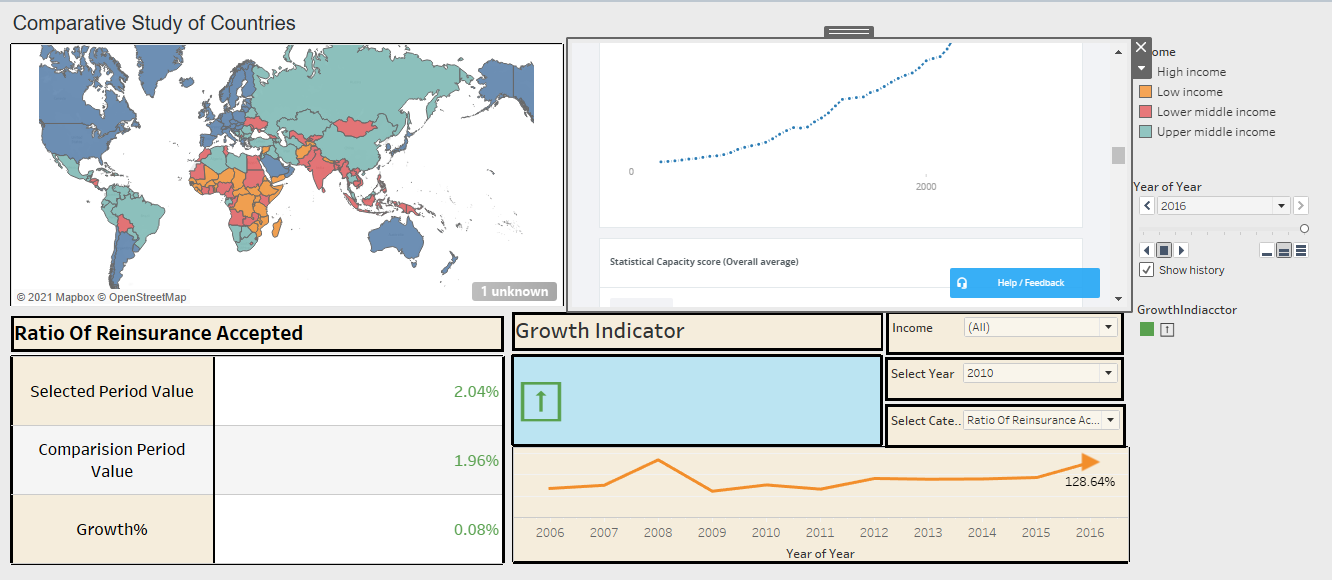 Comparative Study of Countries
© 2021 Mapbox © OpenStreetMap
1 unknown
0
2000
Statistical Capacity score (Overall average)
Help / Feedback
ome
High income
Low income
Lower middle income
Upper middle income
Year of Year
2016
Show history
GrowthIndiacctor
↑
Ratio Of Reinsurance Accepted
Selected Period Value
2.04%
Comparision Period
Value
1.96%
Growth%
0.08%
Growth Indicator
↑
Income
(All)
Select Year
2010
Select Cate..
Ratio Of Reinsurance Ac...
128.64%
2006 2007 2008 2009 2010 2011 2012 2013 2014 2015 2016
Year of Year